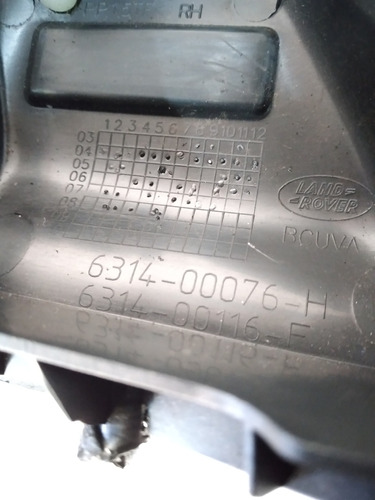 RH
1 2 3 4 5 6 7 8 9 10 11 12
03
04
05
06
07
08
LAND
ROVER
BCUVA
6314-00076-H
6314-00116-F